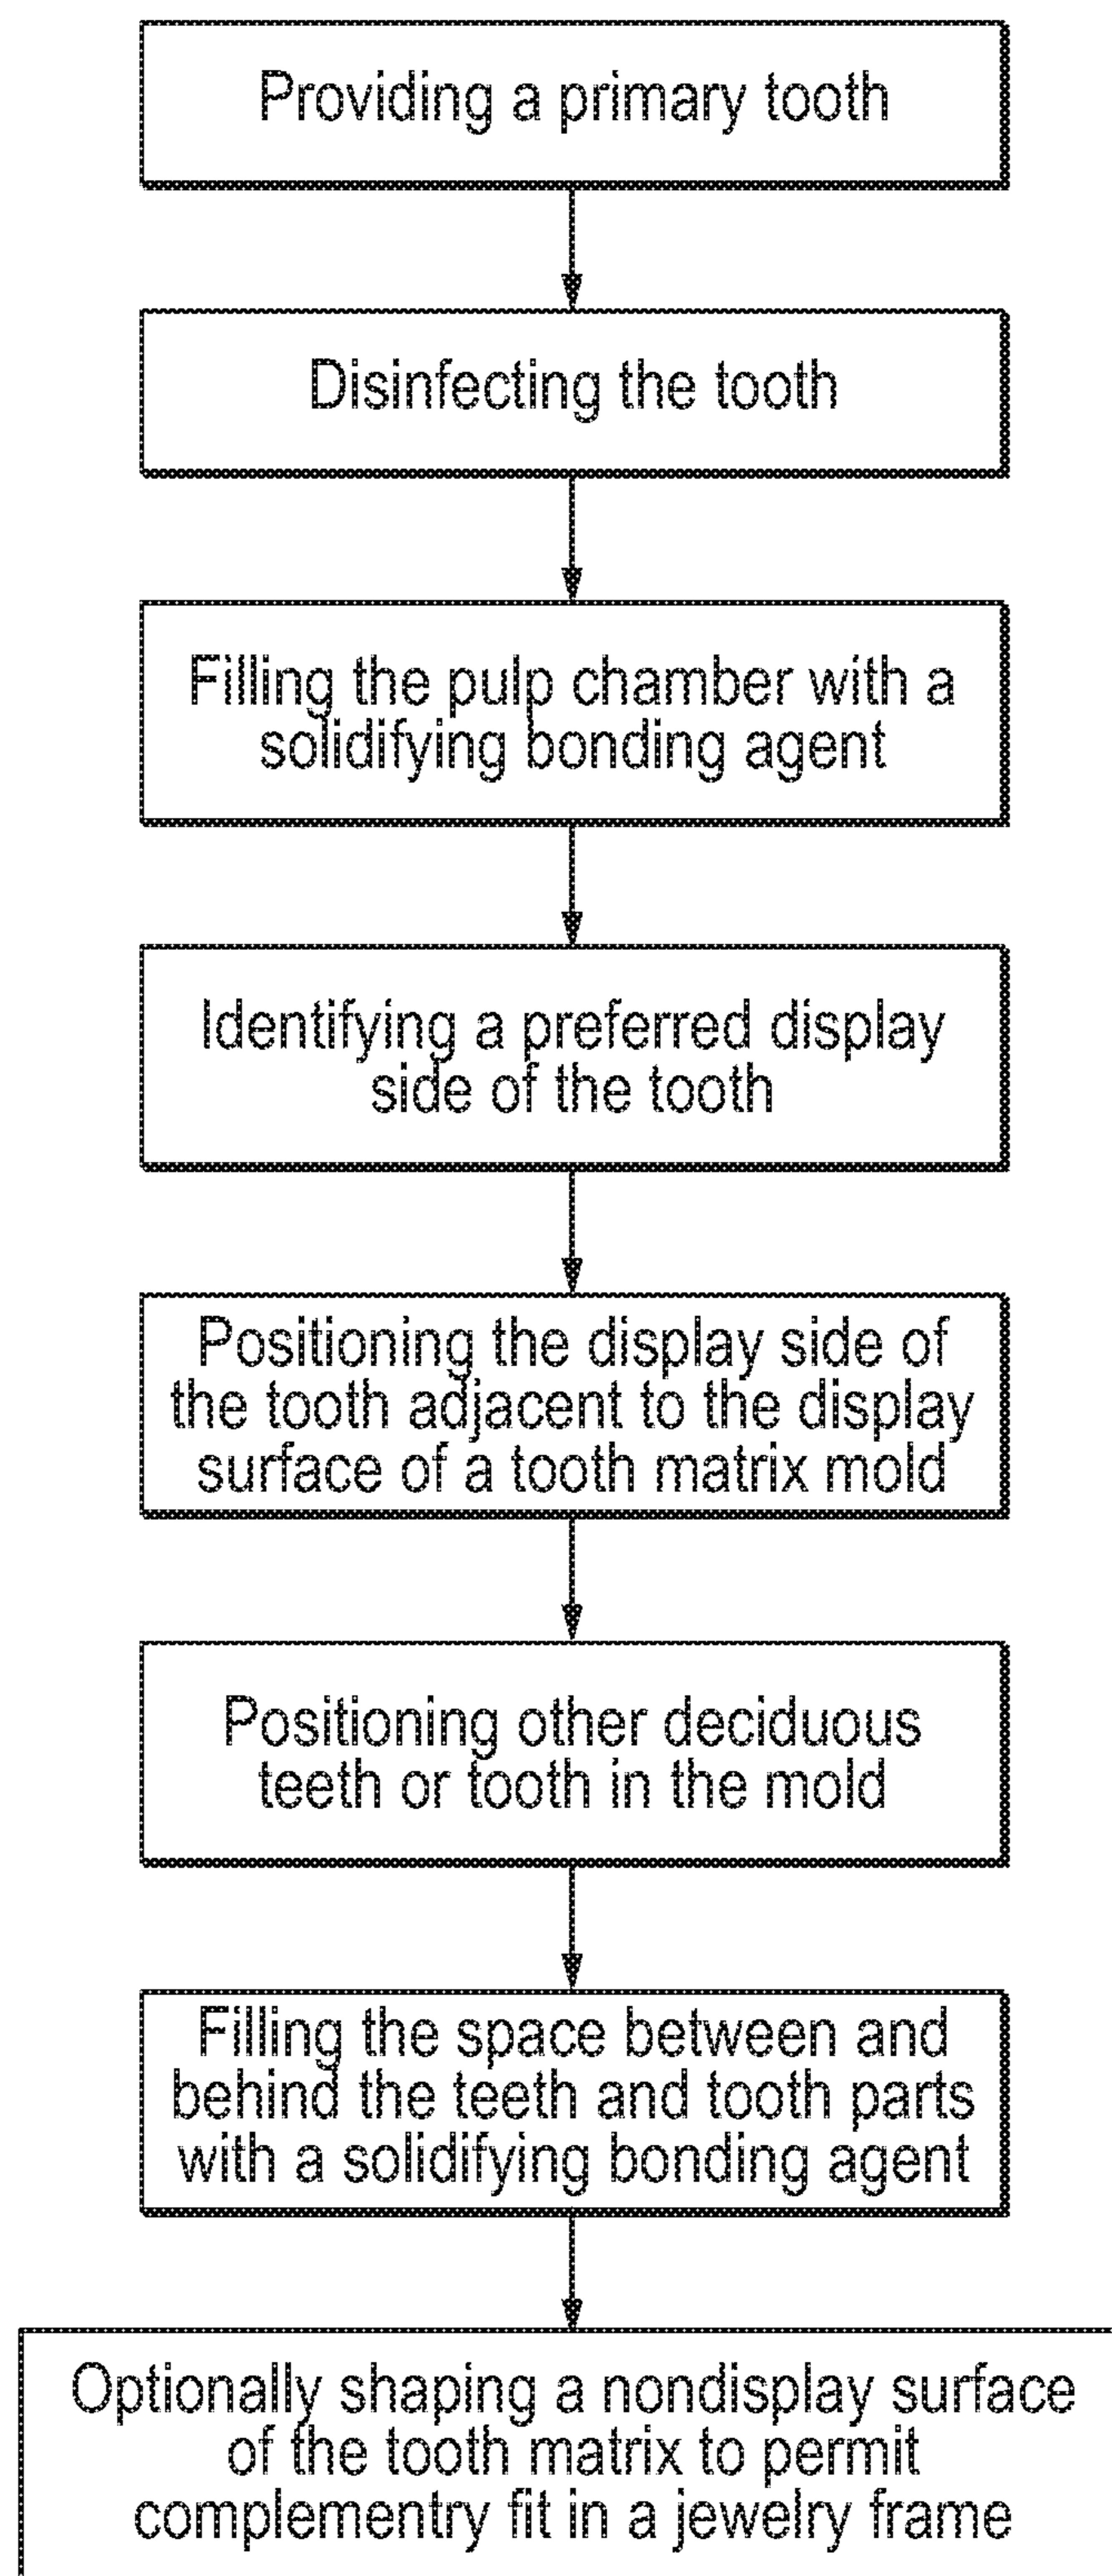 Providing a primary tooth
Disinfecting the tooth
Filling the pulp chamber with a
solidifying bonding agent
Identifying a preferred display
side of the tooth
Positioning the display side of
the tooth adjacent to the display
surface of a tooth matrix mold
Positioning other deciduous
teeth or tooth in the mold
Filling the space between and
behind the teeth and tooth parts
with a solidifying bonding agent
Optionally shaping a nondisplay surface
of the tooth matrix to permit
complementry fit in a jewelry frame